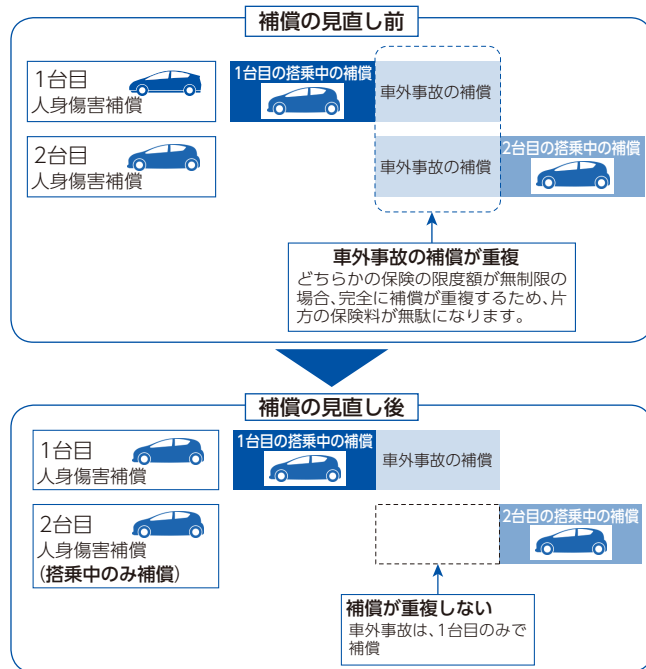 補償の見直し前
1台目
人身傷害補償
1台目の搭乗中の補償
車外事故の補償
2台目
人身傷害補償
車外事故の補償
2台目の搭乗中の補償
車外事故の補償が重複
どちらかの保険の限度額が無制限の
場合、完全に補償が重複するため、片
方の保険料が無駄になります。
補償の見直し後
1台目
人身傷害補償
1台目の搭乗中の補償
車外事故の補償
2台目
人身傷害補償
(搭乗中のみ補償)
2台目の搭乗中の補償
補償が重複しない
車外事故は、1台目のみで
補償